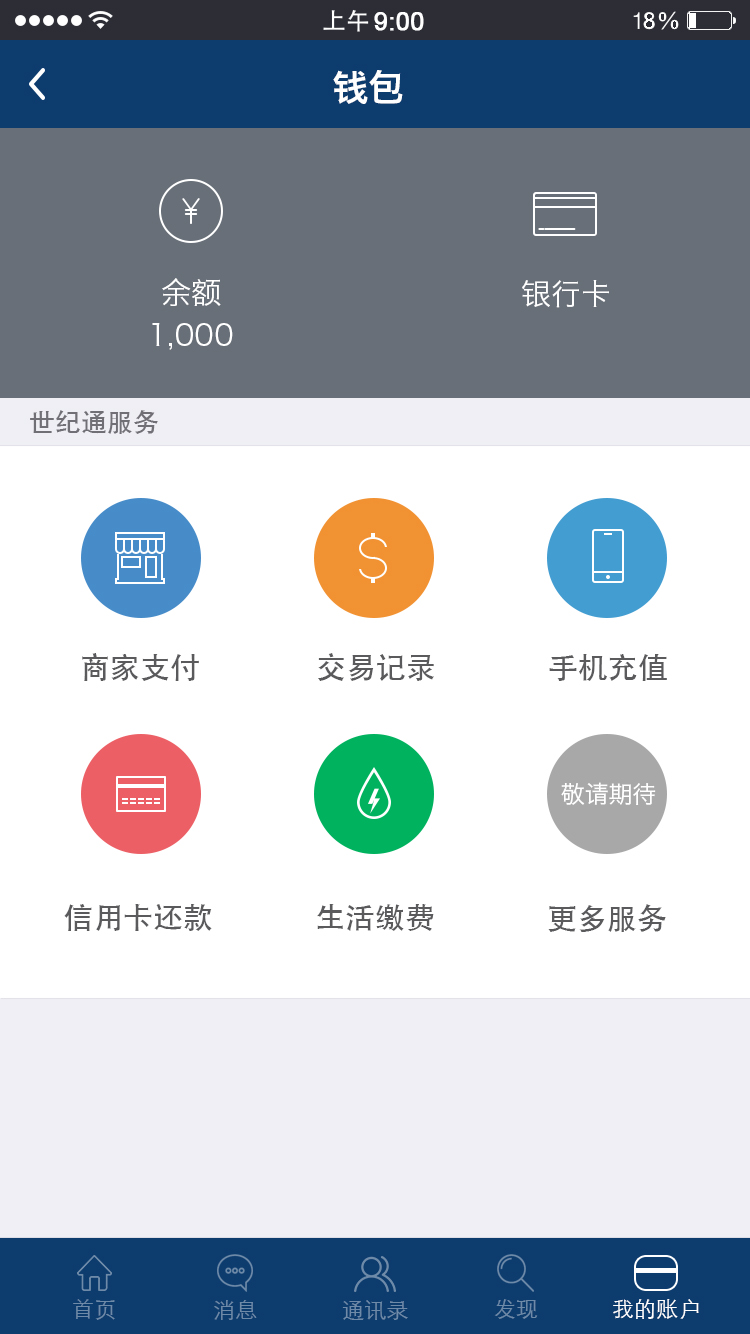 上午9:00
18%
钱包
¥
余额
银行卡
1,000
世纪通服务
$
商家支付
交易记录
手机充值
敬请期待
信用卡还款
生活缴费
更多服务
首页
消息
通讯录
发现
我的账户